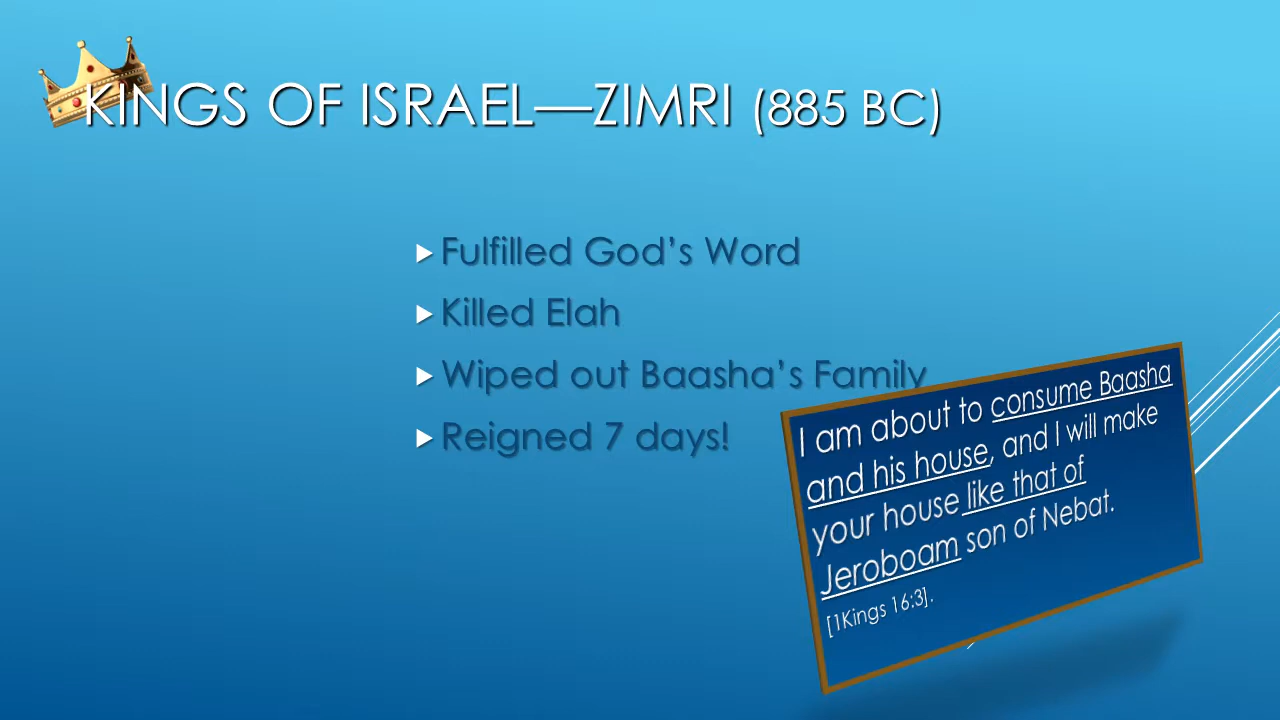 KINGS OF ISRAEL—ZIMRI (885 BC)
Fulfilled God's Word
Killed Elah
Wiped out Baasha's Family
Reigned 7 days!
I am about to consume Baasha
and his house, and I will make
your house like that of
Jeroboam son of Nebat.
[1Kings 16:3].